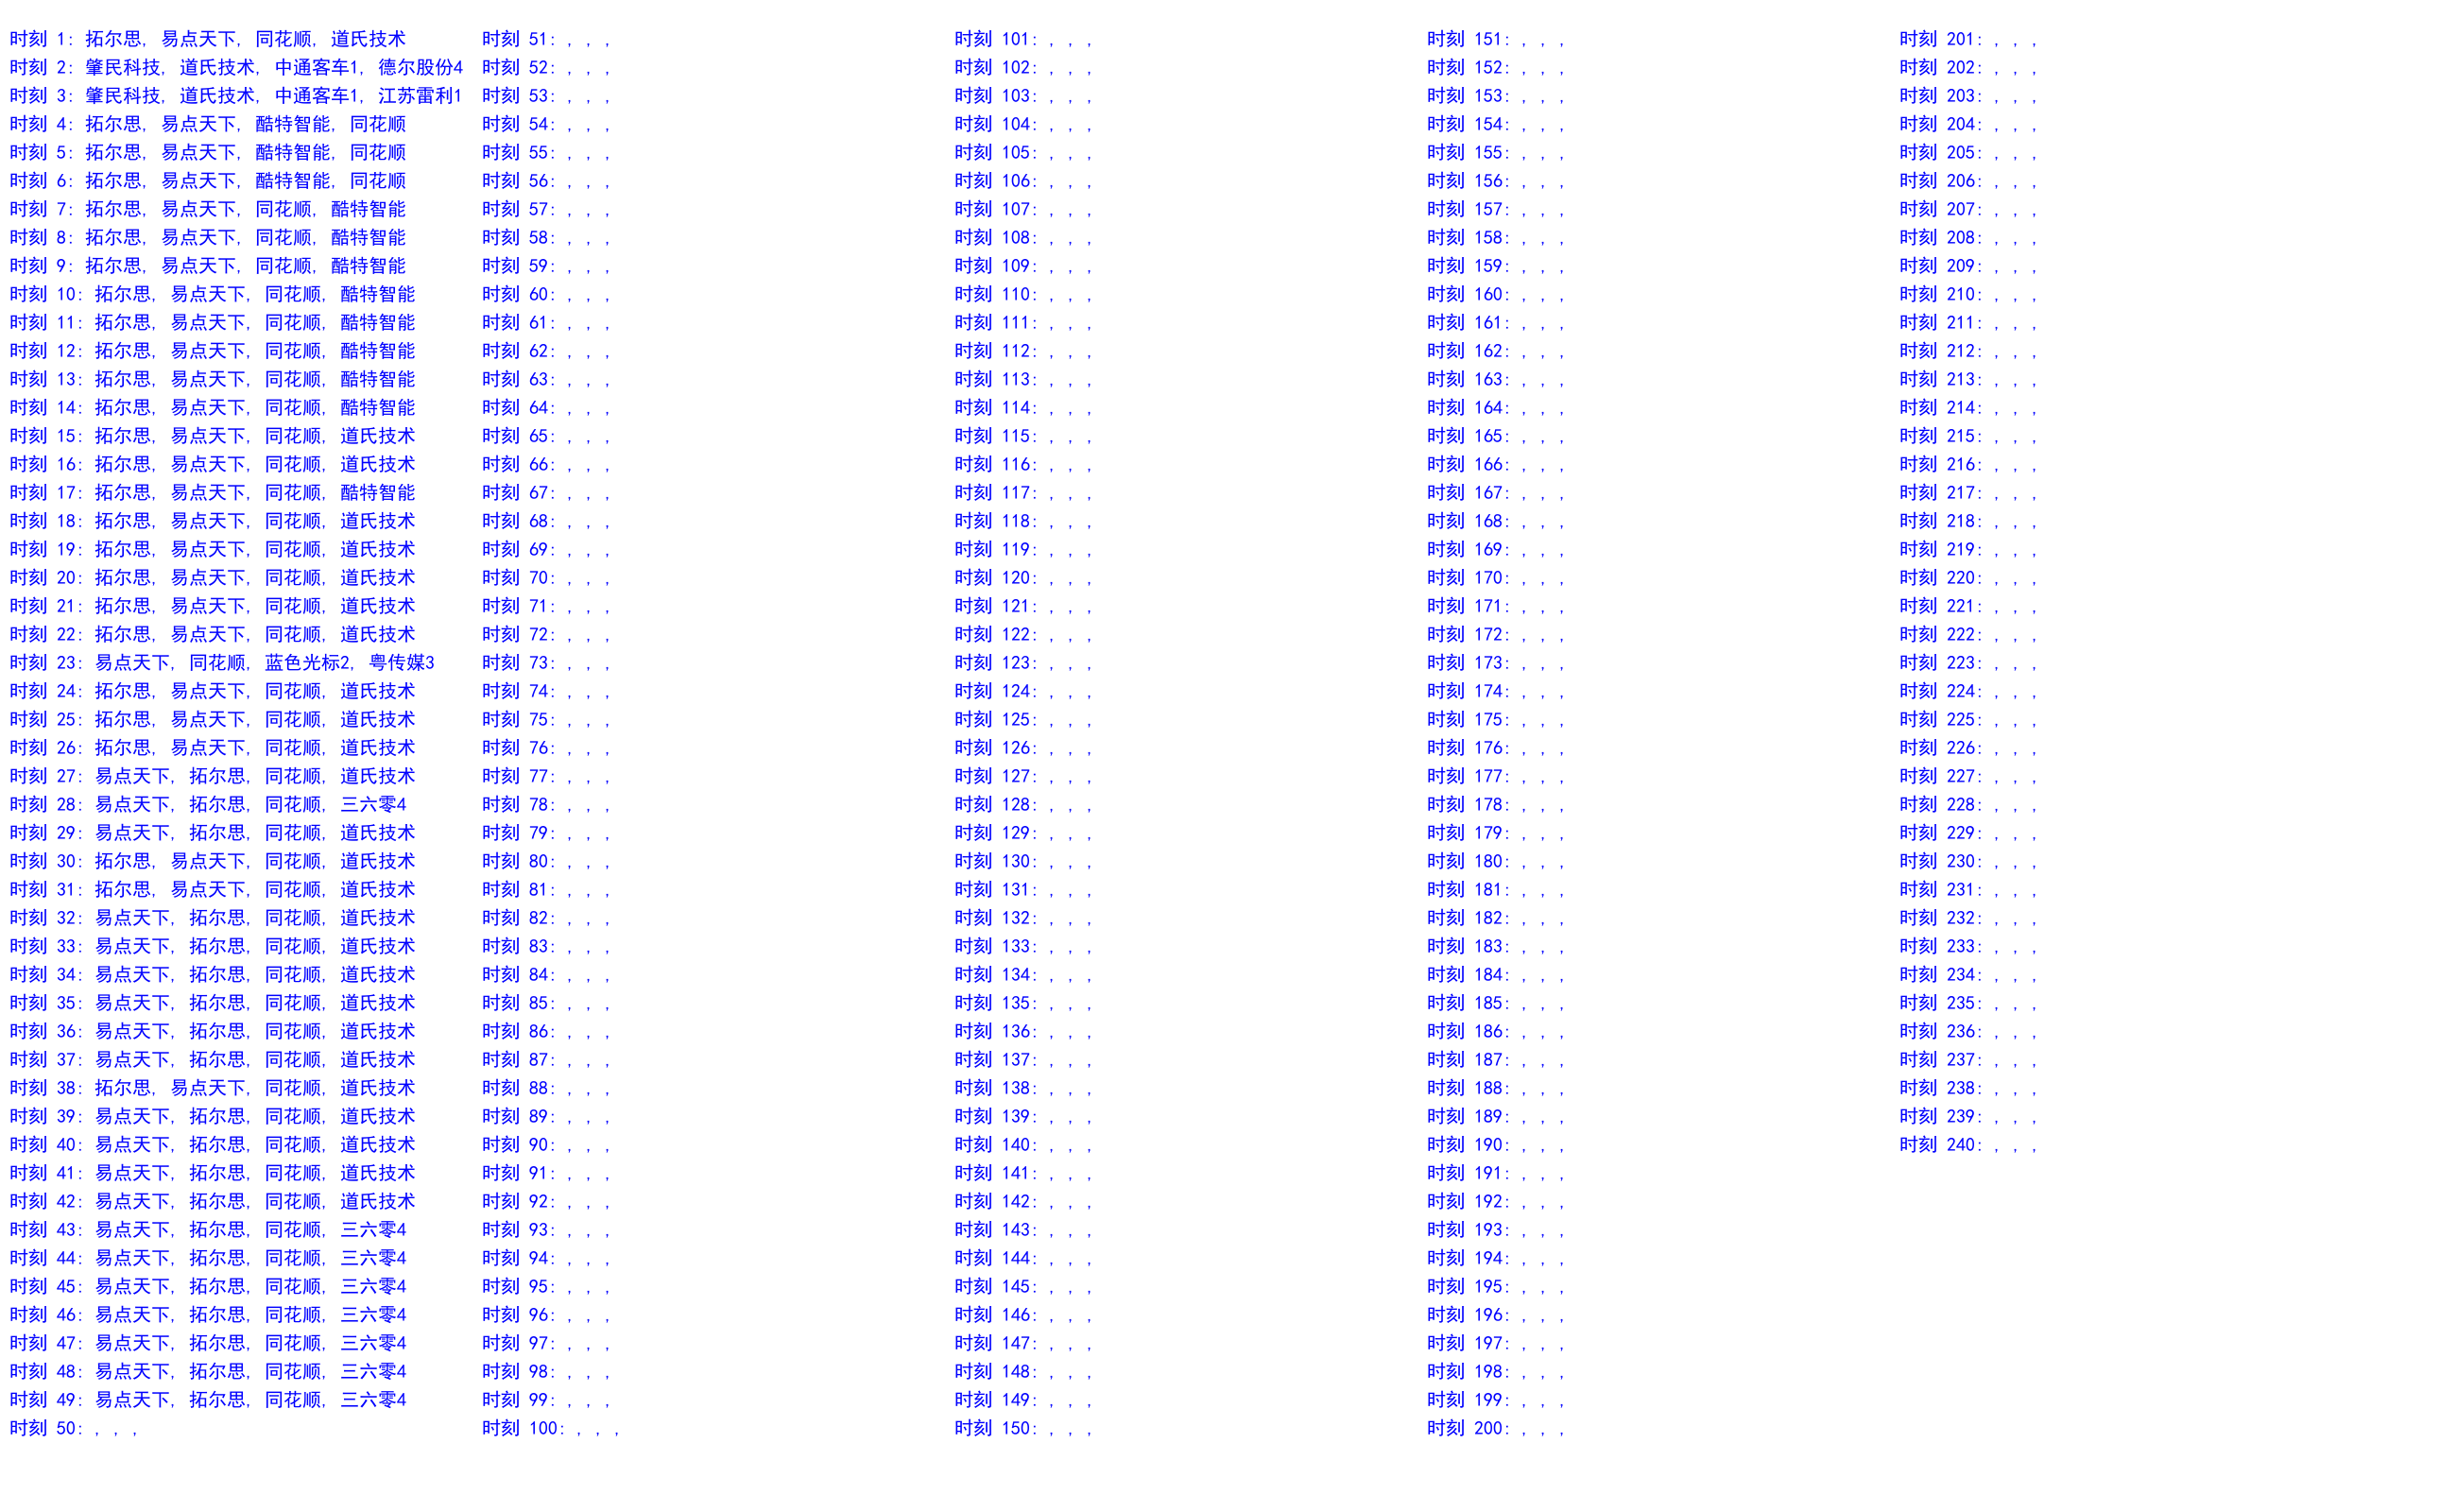 时刻 1: 拓尔思, 易点天下, 同花顺, 道氏技术
时刻 2: 肇民科技, 道氏技术, 中通客车1, 德尔股份4
时刻 3: 肇民科技, 道氏技术, 中通客车1, 江苏雷利1
时刻 4: 拓尔思, 易点天下, 酷特智能, 同花顺
时刻 5: 拓尔思, 易点天下, 酷特智能, 同花顺
时刻 6: 拓尔思, 易点天下, 酷特智能, 同花顺
时刻 7: 拓尔思, 易点天下, 同花顺, 酷特智能
时刻 8: 拓尔思, 易点天下, 同花顺, 酷特智能
时刻 9: 拓尔思, 易点天下, 同花顺, 酷特智能
时刻 10: 拓尔思, 易点天下, 同花顺, 酷特智能
时刻 11: 拓尔思, 易点天下, 同花顺, 酷特智能
时刻 12: 拓尔思, 易点天下, 同花顺, 酷特智能
时刻 13: 拓尔思, 易点天下, 同花顺, 酷特智能
时刻 14: 拓尔思, 易点天下, 同花顺, 酷特智能
时刻 15: 拓尔思, 易点天下, 同花顺, 道氏技术
时刻 16: 拓尔思, 易点天下, 同花顺, 道氏技术
时刻 17: 拓尔思, 易点天下, 同花顺, 酷特智能
时刻 18: 拓尔思, 易点天下, 同花顺, 道氏技术
时刻 19: 拓尔思, 易点天下, 同花顺, 道氏技术
时刻 20: 拓尔思, 易点天下, 同花顺, 道氏技术
时刻 21: 拓尔思, 易点天下, 同花顺, 道氏技术
时刻 22: 拓尔思, 易点天下, 同花顺, 道氏技术
时刻 23: 易点天下, 同花顺, 蓝色光标2, 粤传媒3
时刻 24: 拓尔思, 易点天下, 同花顺, 道氏技术
时刻 25: 拓尔思, 易点天下, 同花顺, 道氏技术
时刻 26: 拓尔思, 易点天下, 同花顺, 道氏技术
时刻 27: 易点天下, 拓尔思, 同花顺, 道氏技术
时刻 28: 易点天下, 拓尔思, 同花顺, 三六零4
时刻 29: 易点天下, 拓尔思, 同花顺, 道氏技术
时刻 30: 拓尔思, 易点天下, 同花顺, 道氏技术
时刻 31: 拓尔思, 易点天下, 同花顺, 道氏技术
时刻 32: 易点天下, 拓尔思, 同花顺, 道氏技术
时刻 33: 易点天下, 拓尔思, 同花顺, 道氏技术
时刻 34: 易点天下, 拓尔思, 同花顺, 道氏技术
时刻 35: 易点天下, 拓尔思, 同花顺, 道氏技术
时刻 36: 易点天下, 拓尔思, 同花顺, 道氏技术
时刻 37: 易点天下, 拓尔思, 同花顺, 道氏技术
时刻 38: 拓尔思, 易点天下, 同花顺, 道氏技术
时刻 39: 易点天下, 拓尔思, 同花顺, 道氏技术
时刻 40: 易点天下, 拓尔思, 同花顺, 道氏技术
时刻 41: 易点天下, 拓尔思, 同花顺, 道氏技术
时刻 42: 易点天下, 拓尔思, 同花顺, 道氏技术
时刻 43: 易点天下, 拓尔思, 同花顺, 三六零4
时刻 44: 易点天下, 拓尔思, 同花顺, 三六零4
时刻 45: 易点天下, 拓尔思, 同花顺, 三六零4
时刻 46: 易点天下, 拓尔思, 同花顺, 三六零4
时刻 47: 易点天下, 拓尔思, 同花顺, 三六零4
时刻 48: 易点天下, 拓尔思, 同花顺, 三六零4
时刻 49: 易点天下, 拓尔思, 同花顺, 三六零4
时刻 50: , , ,
时刻 51: , , ,
时刻 52: , , ,
时刻 53: , , ,
时刻 54: , , ,
时刻 55: , , ,
时刻 56: , , ,
时刻 57: , , ,
时刻 58: , , ,
时刻 59: , , ,
时刻 60: , , ,
时刻 61: , , ,
时刻 62: , , ,
时刻 63: , , ,
时刻 64: , , ,
时刻 65: , , ,
时刻 66: , , ,
时刻 67: , , ,
时刻 68: , , ,
时刻 69: , , ,
时刻 70: , , ,
时刻 71: , , ,
时刻 72: , , ,
时刻 73: , , ,
时刻 74: , , ,
时刻 75: , , ,
时刻 76: , , ,
时刻 77: , , ,
时刻 78: , , ,
时刻 79: , , ,
时刻 80: , , ,
时刻 81: , , ,
时刻 82: , , ,
时刻 83: , , ,
时刻 84: , , ,
时刻 85: , , ,
时刻 86: , , ,
时刻 87: , , ,
时刻 88: , , ,
时刻 89: , , ,
时刻 90: , , ,
时刻 91: , , ,
时刻 92: , , ,
时刻 93: , , ,
时刻 94: , , ,
时刻 95: , , ,
时刻 96: , , ,
时刻 97: , , ,
时刻 98: , , ,
时刻 99: , , ,
时刻 100: , , ,
时刻 101: , , ,
时刻 102: , , ,
时刻 103: , , ,
时刻 104: , , ,
时刻 105: , , ,
时刻 106: , , ,
时刻 107: , , ,
时刻 108: , , ,
时刻 109: , , ,
时刻 110: , , ,
时刻 111: , , ,
时刻 112: , , ,
时刻 113: , , ,
时刻 114: , , ,
时刻 115: , , ,
时刻 116: , , ,
时刻 117: , , ,
时刻 118: , , ,
时刻 119: , , ,
时刻 120: , , ,
时刻 121: , , ,
时刻 122: , , ,
时刻 123: , , ,
时刻 124: , , ,
时刻 125: , , ,
时刻 126: , , ,
时刻 127: , , ,
时刻 128: , , ,
时刻 129: , , ,
时刻 130: , , ,
时刻 131: , , ,
时刻 132: , , ,
时刻 133: , , ,
时刻 134: , , ,
时刻 135: , , ,
时刻 136: , , ,
时刻 137: , , ,
时刻 138: , , ,
时刻 139: , , ,
时刻 140: , , ,
时刻 141: , , ,
时刻 142: , , ,
时刻 143: , , ,
时刻 144: , , ,
时刻 145: , , ,
时刻 146: , , ,
时刻 147: , , ,
时刻 148: , , ,
时刻 149: , , ,
时刻 150: , , ,
时刻 151: , , ,
时刻 152: , , ,
时刻 153: , , ,
时刻 154: , , ,
时刻 155: , , ,
时刻 156: , , ,
时刻 157: , , ,
时刻 158: , , ,
时刻 159: , , ,
时刻 160: , , ,
时刻 161: , , ,
时刻 162: , , ,
时刻 163: , , ,
时刻 164: , , ,
时刻 165: , , ,
时刻 166: , , ,
时刻 167: , , ,
时刻 168: , , ,
时刻 169: , , ,
时刻 170: , , ,
时刻 171: , , ,
时刻 172: , , ,
时刻 173: , , ,
时刻 174: , , ,
时刻 175: , , ,
时刻 176: , , ,
时刻 177: , , ,
时刻 178: , , ,
时刻 179: , , ,
时刻 180: , , ,
时刻 181: , , ,
时刻 182: , , ,
时刻 183: , , ,
时刻 184: , , ,
时刻 185: , , ,
时刻 186: , , ,
时刻 187: , , ,
时刻 188: , , ,
时刻 189: , , ,
时刻 190: , , ,
时刻 191: , , ,
时刻 192: , , ,
时刻 193: , , ,
时刻 194: , , ,
时刻 195: , , ,
时刻 196: , , ,
时刻 197: , , ,
时刻 198: , , ,
时刻 199: , , ,
时刻 200: , , ,
时刻 201: , , ,
时刻 202: , , ,
时刻 203: , , ,
时刻 204: , , ,
时刻 205: , , ,
时刻 206: , , ,
时刻 207: , , ,
时刻 208: , , ,
时刻 209: , , ,
时刻 210: , , ,
时刻 211: , , ,
时刻 212: , , ,
时刻 213: , , ,
时刻 214: , , ,
时刻 215: , , ,
时刻 216: , , ,
时刻 217: , , ,
时刻 218: , , ,
时刻 219: , , ,
时刻 220: , , ,
时刻 221: , , ,
时刻 222: , , ,
时刻 223: , , ,
时刻 224: , , ,
时刻 225: , , ,
时刻 226: , , ,
时刻 227: , , ,
时刻 228: , , ,
时刻 229: , , ,
时刻 230: , , ,
时刻 231: , , ,
时刻 232: , , ,
时刻 233: , , ,
时刻 234: , , ,
时刻 235: , , ,
时刻 236: , , ,
时刻 237: , , ,
时刻 238: , , ,
时刻 239: , , ,
时刻 240: , , ,